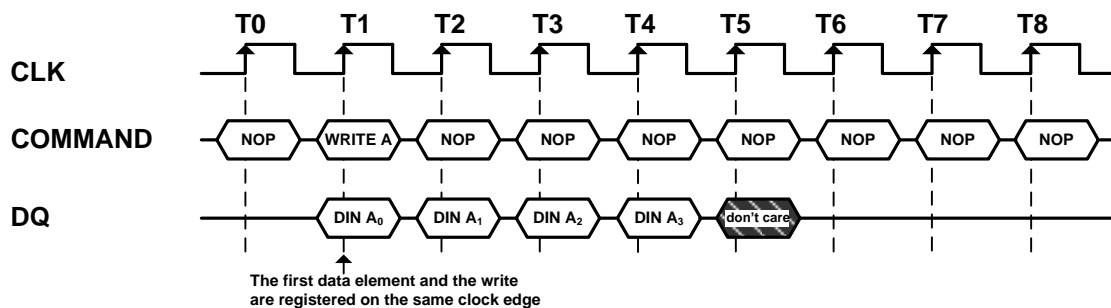 T0 T1 T2 T3 T4 T5 T6 T7 T8
CLK
COMMAND NOP WRITE A NOP NOP NOP NOP NOP NOP NOP
DQ DIN A0 DIN A1 DIN A2 DIN A3 don't care
The first data element and the write
are registered on the same clock edge